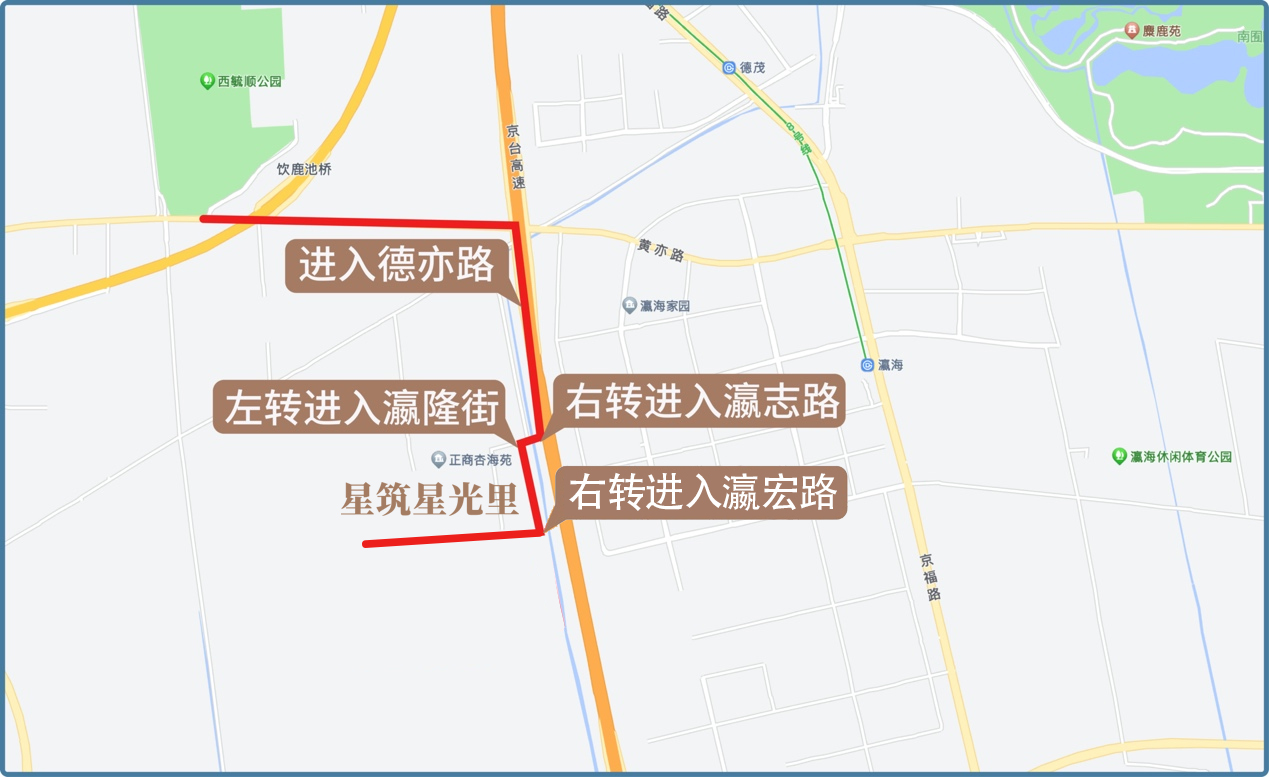 路
麋鹿苑
南囿
德茂
西毓顺公园
京台高速
8号线
饮鹿池桥
黄亦路
进入德亦路
瀛海家园
瀛海
右转进入瀛志路
左转进入瀛隆街
正商杏海苑
瀛海休闲体育公园
星筑星光里
右转进入瀛宏路
京福路